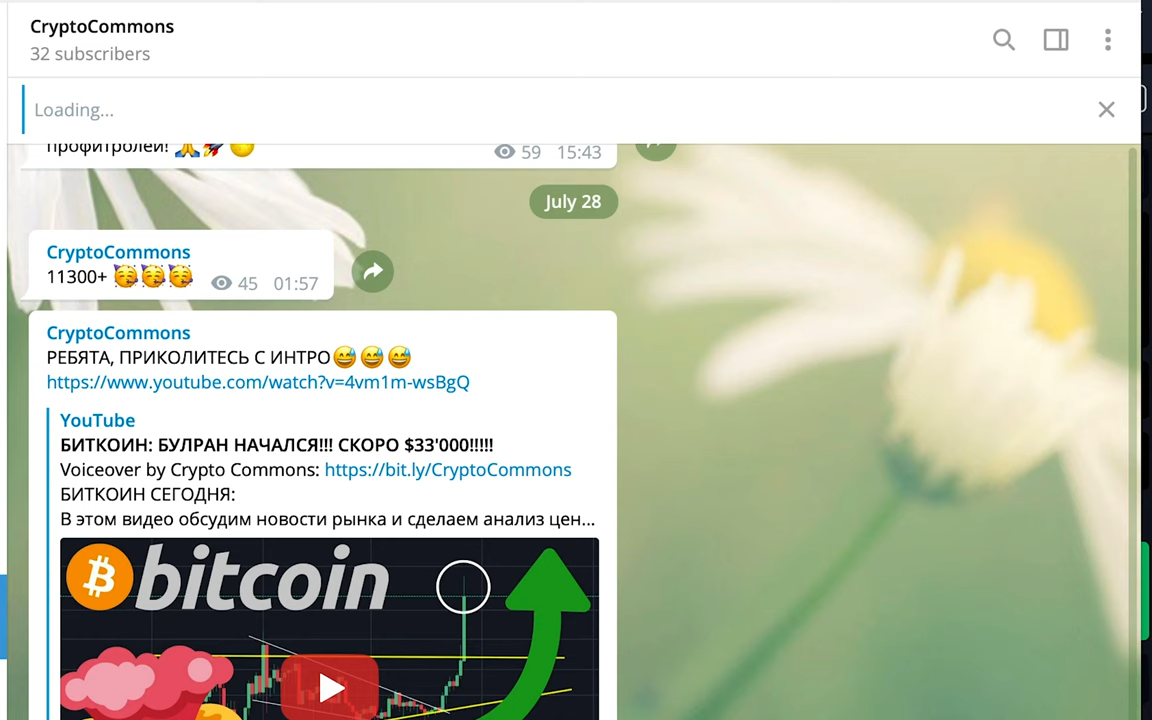 CryptoCommons
32 subscribers
Loading...
профитролей!
59 15:43
July 28
CryptoCommons
11300+
45 01:57
CryptoCommons
РЕБЯТА, ПРИКОЛИТЕСЬ С ИНТРО
https://www.youtube.com/watch?v=4vm1m-wsBgQ
YouTube
БИТКОИН: БУЛРАН НАЧАЛСЯ!!! СКОРО $33'000!!!!!
Voiceover by Crypto Commons: https://bit.ly/CryptoCommons
БИТКОИН СЕГОДНЯ:
В этом видео обсудим новости рынка и сделаем анализ цен...
bitcoin